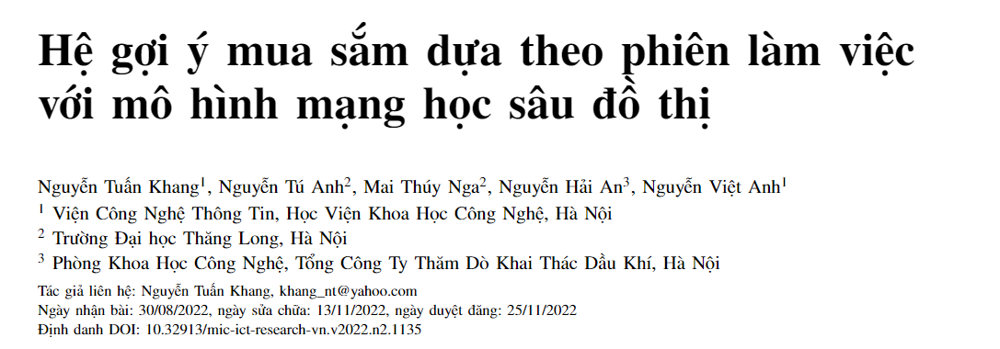 Hệ gợi ý mua sắm dựa theo phiên làm việc
với mô hình mạng học sâu đồ thị
Nguyễn Tuấn Khang¹, Nguyễn Tú Anh², Mai Thúy Nga², Nguyễn Hải An³, Nguyễn Việt Anh¹
¹ Viện Công Nghệ Thông Tin, Học Viện Khoa Học Công Nghệ, Hà Nội
² Trường Đại học Thăng Long, Hà Nội
³ Phòng Khoa Học Công Nghệ, Tổng Công Ty Thăm Dò Khai Thác Dầu Khí, Hà Nội
Tác giả liên hệ: Nguyễn Tuấn Khang, khang_nt@yahoo.com
Ngày nhận bài: 30/08/2022, ngày sửa chữa: 13/11/2022, ngày duyệt đăng: 25/11/2022
Định danh DOI: 10.32913/mic-ict-research-vn.v2022.n2.1135